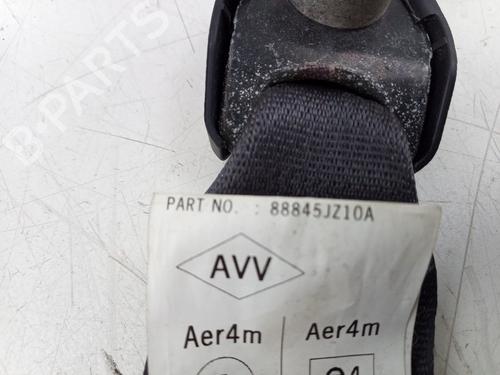 B-PARTS
PART NO. : 88845JZ10A
AVV
Aer4m Aer4m